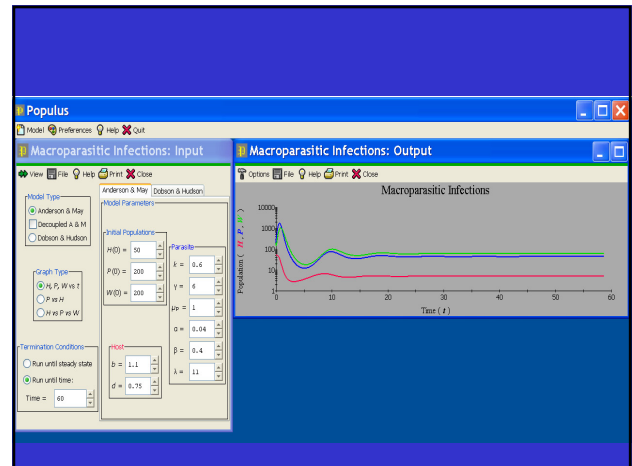 Populus
Model Preferences Help Quit
Macroparasitic Infections: Input
View File Help Print Close
Model Type
Anderson & May
Decoupled A & M
Dobson & Hudson
Graph Type
H, P, W vs t
P vs H
H vs P vs W
Termination Conditions
Run until steady state
Run until time:
Time = 60
Anderson & May Dobson & Hudson
Model Parameters
Initial Populations
H(0) = 50
P(0) = 200
W(0) = 200
Host
b = 1.1
d = 0.75
Parasite
k = 0.6
γ = 6
μP = 1
α = 0.04
β = 0.4
λ = 11
Macroparasitic Infections: Output
Options File Help Print Close
Macroparasitic Infections
Population ( H, P, W )
10000
1000
100
10
1
0 10 20 30 40 50 60
Time ( t )